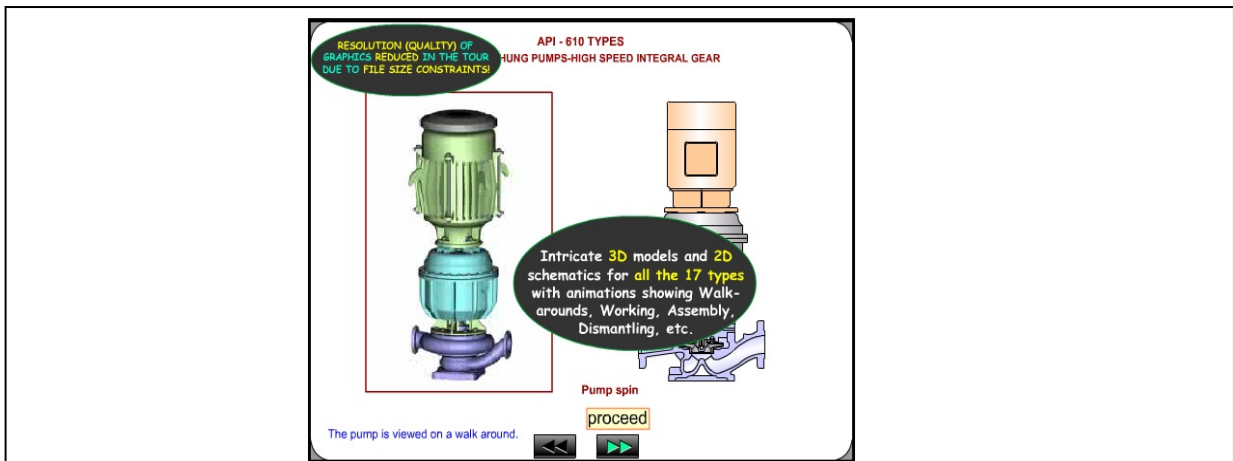 RESOLUTION (QUALITY) OF
GRAPHICS REDUCED IN THE TOUR
DUE TO FILE SIZE CONSTRAINTS!
API - 610 TYPES
HUNG PUMPS-HIGH SPEED INTEGRAL GEAR
Intricate 3D models and 2D
schematics for all the 17 types
with animations showing Walk-
arounds, Working, Assembly,
Dismantling, etc.
Pump spin
proceed
The pump is viewed on a walk around.